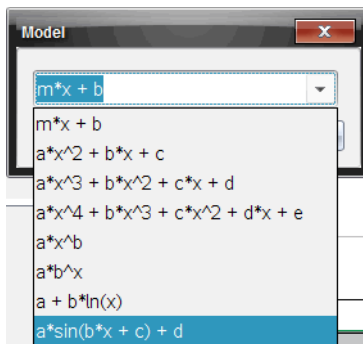 Model
X
m*x + b
m*x + b
a*x^2 + b*x + c
a*x^3 + b*x^2 + c*x + d
a*x^4 + b*x^3 + c*x^2 + d*x + e
a*x^b
a*b^x
a + b*ln(x)
a*sin(b*x + c) + d